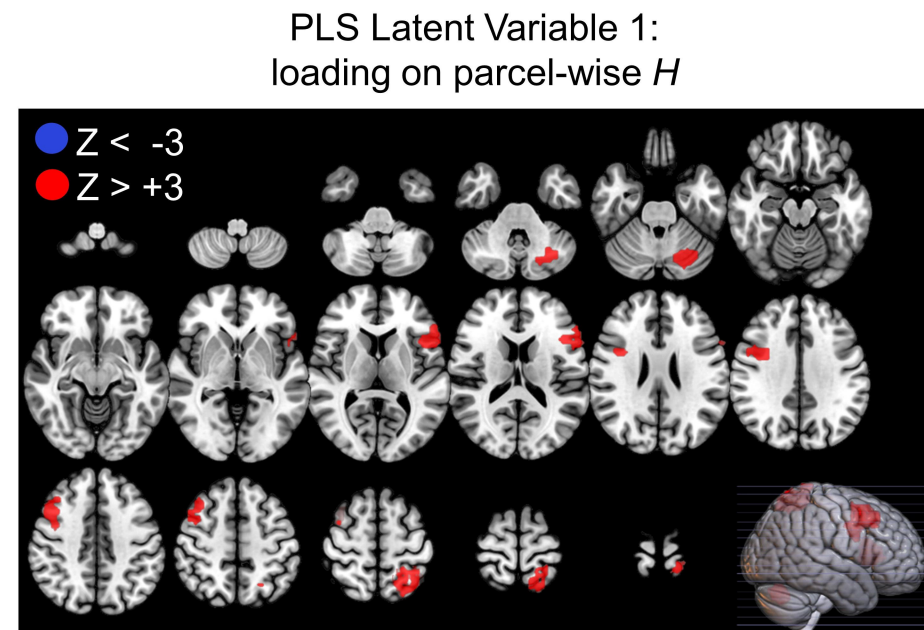 PLS Latent Variable 1:
loading on parcel-wise H
Z < -3
Z > +3